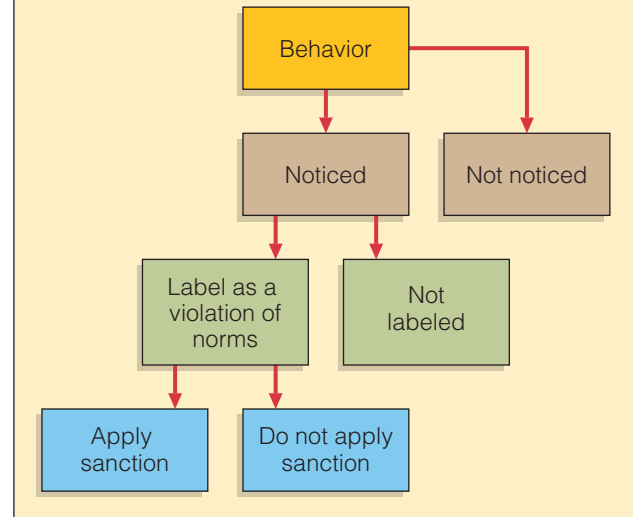 Behavior
Noticed
Not noticed
Label as a
violation of
norms
Not
labeled
Apply
sanction
Do not apply
sanction